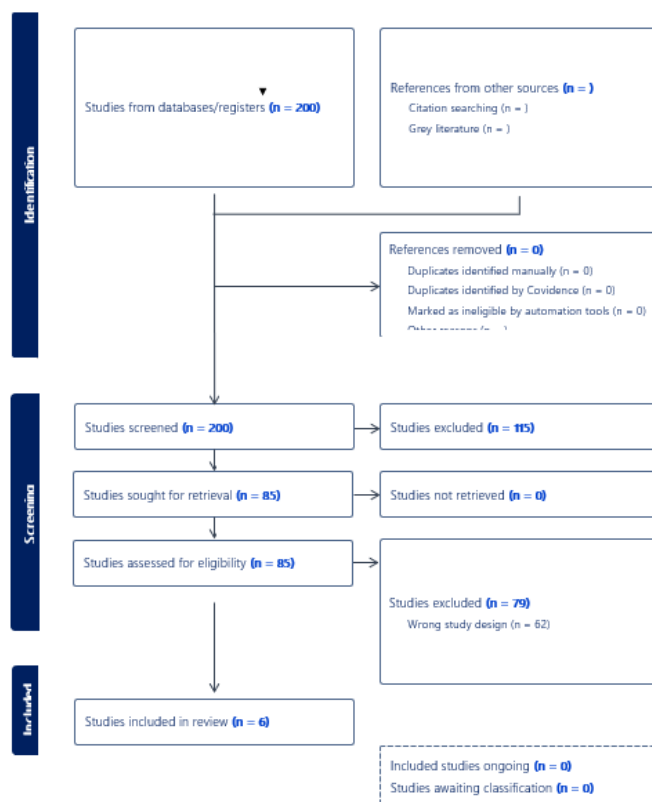 Identification
Studies from databases/registers (n = 200)
References from other sources (n = )
Citation searching (n = )
Grey literature (n = )
References removed (n = 0)
Duplicates identified manually (n = 0)
Duplicates identified by Covidence (n = 0)
Marked as ineligible by automation tools (n = 0)
Screening
Studies screened (n = 200)
Studies excluded (n = 115)
Studies sought for retrieval (n = 85)
Studies not retrieved (n = 0)
Studies assessed for eligibility (n = 85)
Studies excluded (n = 79)
Wrong study design (n = 62)
Included
Studies included in review (n = 6)
Included studies ongoing (n = 0)
Studies awaiting classification (n = 0)